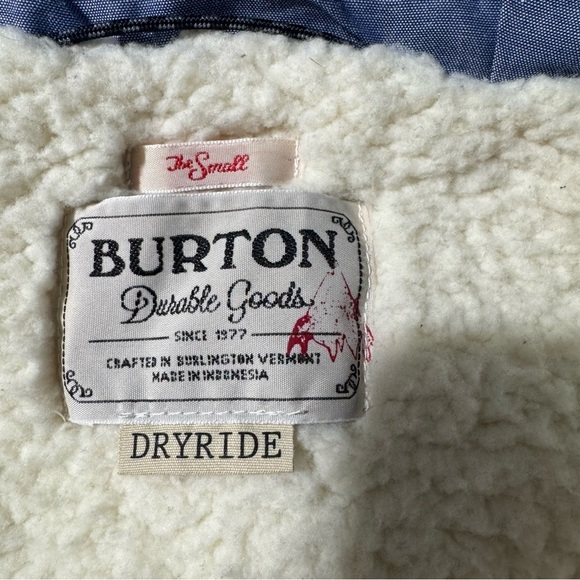 The Small
BURTON
Durable Goods
SINCE 1977
CRAFTED IN BURLINGTON VERMONT
MADE IN INDONESIA
DRYRIDE